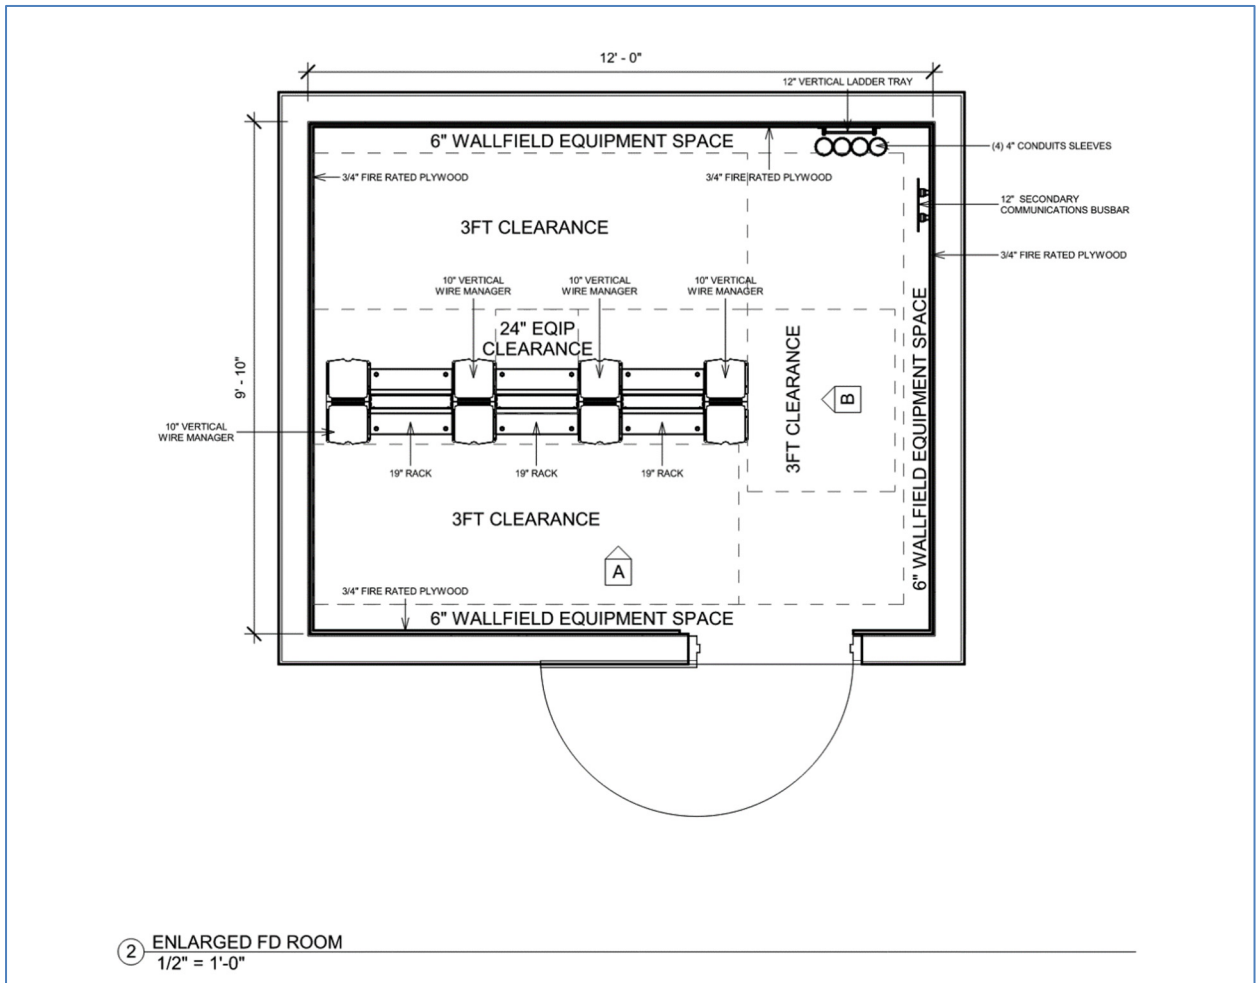 12' - 0"
12" VERTICAL LADDER TRAY
6" WALLFIELD EQUIPMENT SPACE
(4) 4" CONDUITS SLEEVES
3/4" FIRE RATED PLYWOOD
3/4" FIRE RATED PLYWOOD
12" SECONDARY
COMMUNICATIONS BUSBAR
3FT CLEARANCE
3/4" FIRE RATED PLYWOOD
10" VERTICAL
WIRE MANAGER
10" VERTICAL
WIRE MANAGER
10" VERTICAL
WIRE MANAGER
24" EQIP
CLEARANCE
9' - 10"
3FT CLEARANCE
B
6" WALLFIELD EQUIPMENT SPACE
10" VERTICAL
WIRE MANAGER
19" RACK
19" RACK
19" RACK
3FT CLEARANCE
A
3/4" FIRE RATED PLYWOOD
6" WALLFIELD EQUIPMENT SPACE
2
ENLARGED FD ROOM
1/2" = 1'-0"